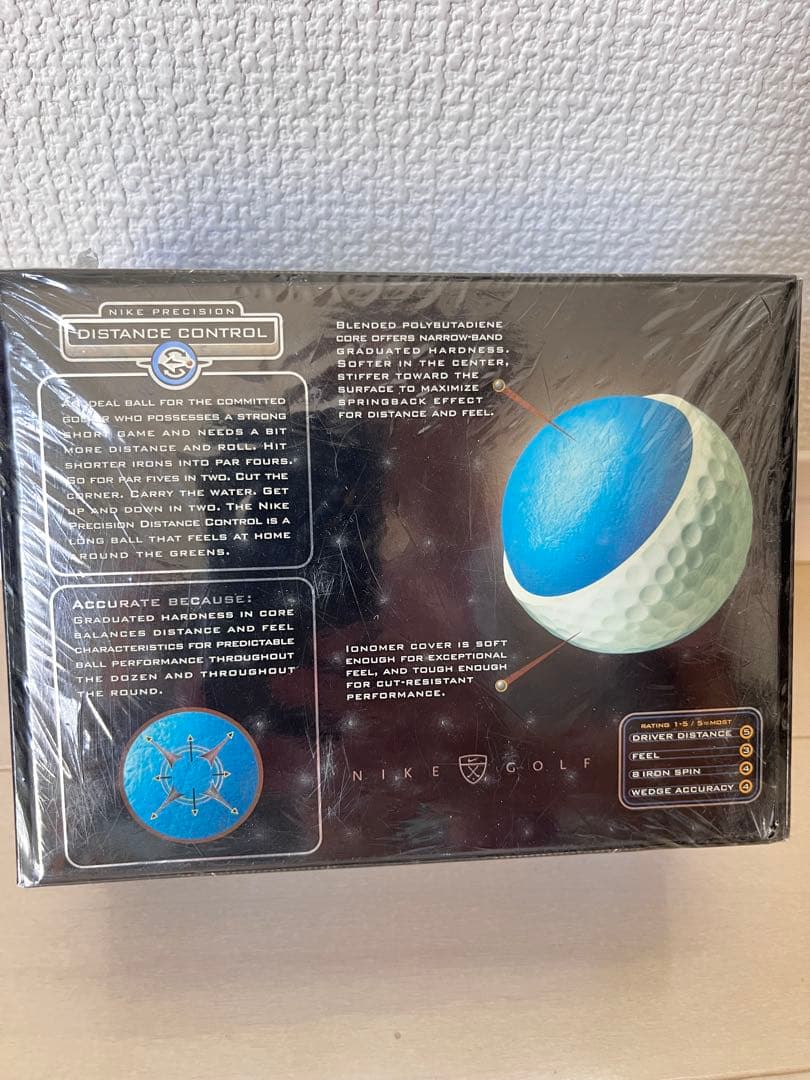 NIKE PRECISION
DISTANCE CONTROL
AN IDEAL BALL FOR THE COMMITTED
GOLFER WHO POSSESSES A STRONG
SHORT GAME AND NEEDS A BIT
MORE DISTANCE AND ROLL. HIT
SHORTER IRONS INTO PAR FOURS.
GO FOR PAR FIVES IN TWO. CUT THE
CORNER. CARRY THE WATER. GET
UP AND DOWN IN TWO. THE NIKE
PRECISION DISTANCE CONTROL IS A
LONG BALL THAT FEELS AT HOME
AROUND THE GREENS.
ACCURATE BECAUSE:
GRADUATED HARDNESS IN CORE
BALANCES DISTANCE AND FEEL
CHARACTERISTICS FOR PREDICTABLE
BALL PERFORMANCE THROUGHOUT
THE DOZEN AND THROUGHOUT
THE ROUND.
BLENDED POLYBUTADIENE
CORE OFFERS NARROW-BAND
GRADUATED HARDNESS.
SOFTER IN THE CENTER,
STIFFER TOWARD THE
SURFACE TO MAXIMIZE
SPRINGBACK EFFECT
FOR DISTANCE AND FEEL.
IONOMER COVER IS SOFT
ENOUGH FOR EXCEPTIONAL
FEEL, AND TOUGH ENOUGH
FOR CUT-RESISTANT
PERFORMANCE.
NIKE GOLF
RATING 1-5 / 5=MOST
DRIVER DISTANCE 5
FEEL 3
8 IRON SPIN 4
WEDGE ACCURACY 4